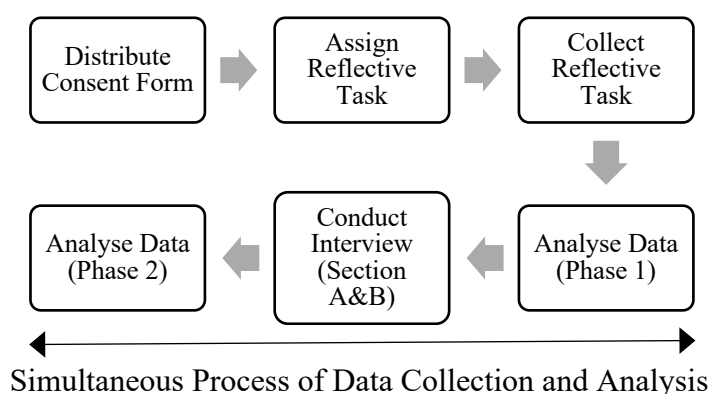 Distribute
Consent Form
Assign
Reflective
Task
Collect
Reflective
Task
Analyse Data
(Phase 1)
Conduct
Interview
(Section
A&B)
Analyse Data
(Phase 2)
Simultaneous Process of Data Collection and Analysis